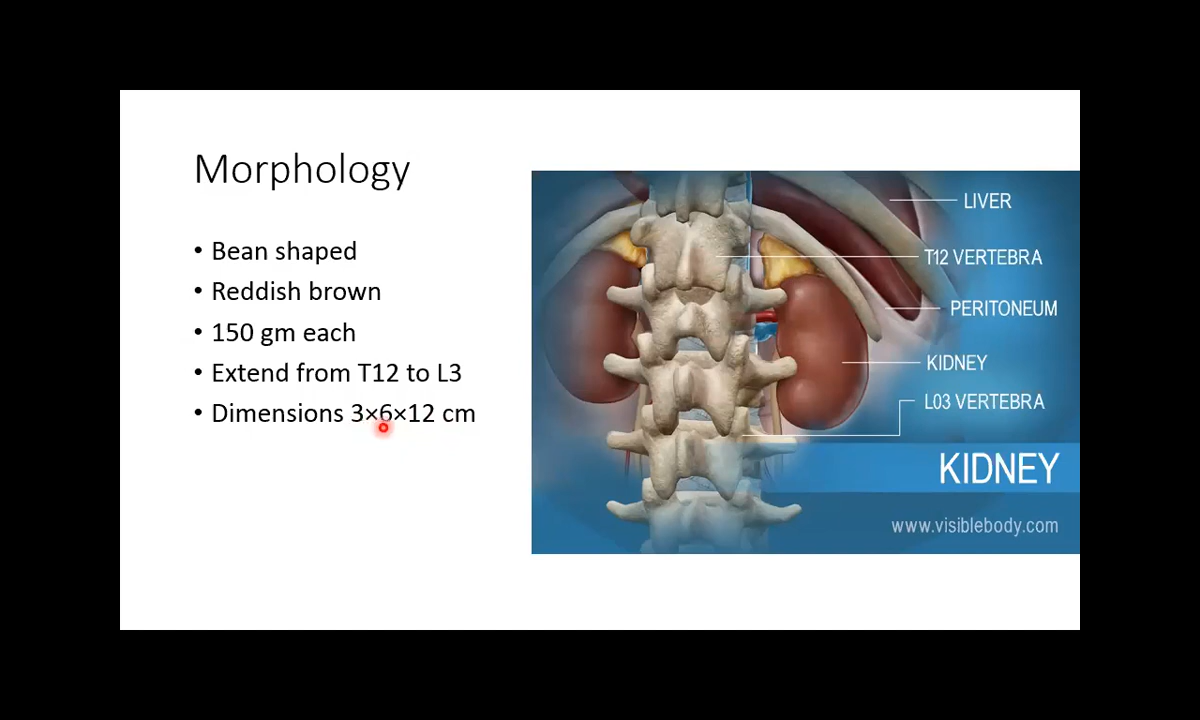 Morphology
• Bean shaped
• Reddish brown
• 150 gm each
• Extend from T12 to L3
• Dimensions 3×6×12 cm
LIVER
T12 VERTEBRA
PERITONEUM
KIDNEY
L03 VERTEBRA
KIDNEY
www.visiblebody.com